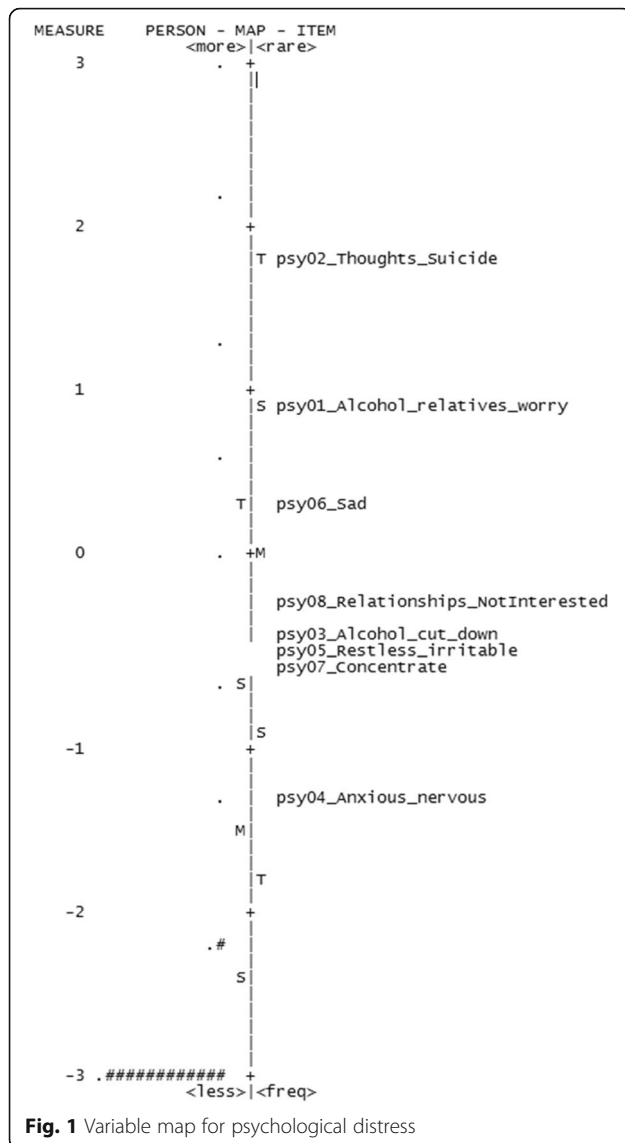 MEASURE PERSON - MAP - ITEM
<more>|<rare>
3 . +
.
2 +
T psy02_Thoughts_Suicide
.
1 +
S psy01_Alcohol_relatives_worry
.
T psy06_Sad
0 . +M
psy08_Relationships_NotInterested
psy03_Alcohol_cut_down
psy05_Restless_irritable
psy07_Concentrate
. S
S
-1 +
. psy04_Anxious_nervous
M
T
-2 +
.#
S
-3 .############ +
<less>|<freq>
Fig. 1 Variable map for psychological distress